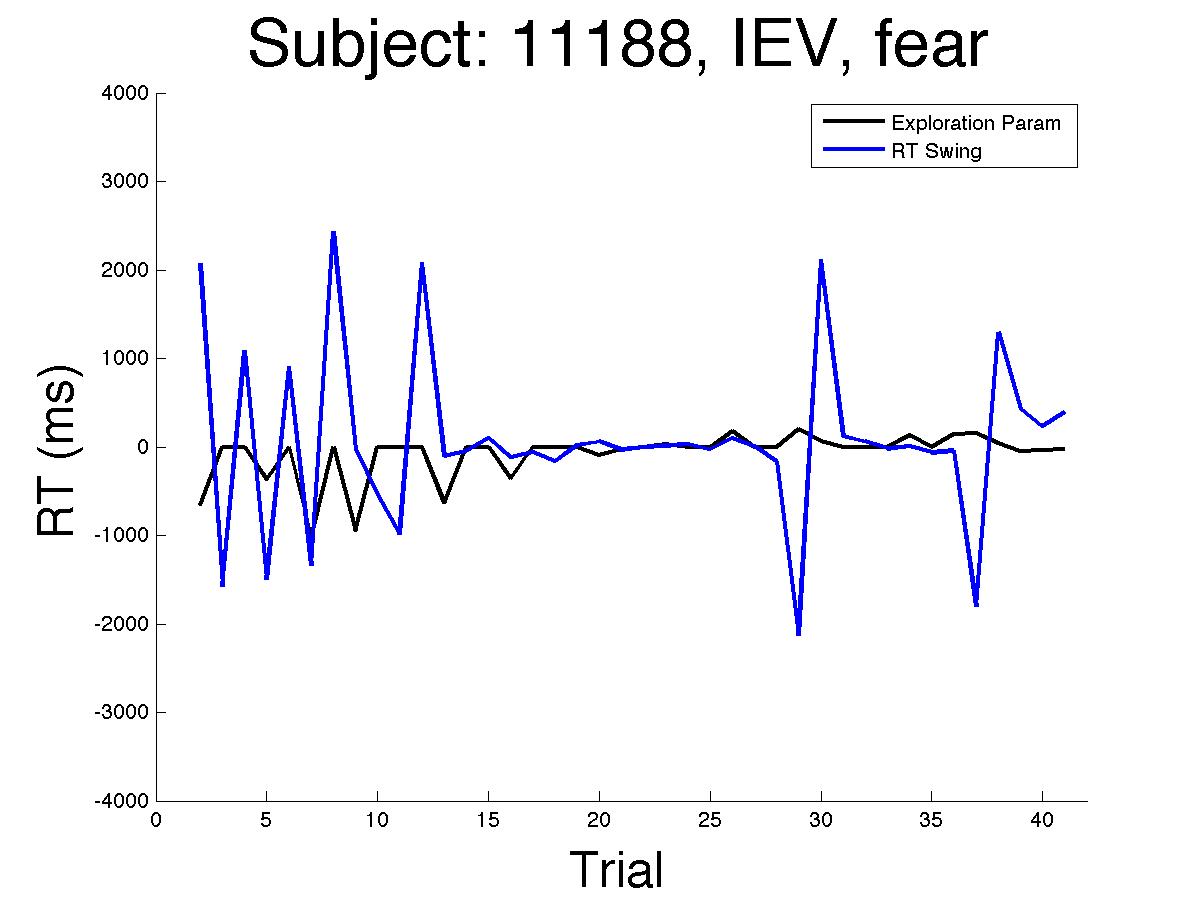 Subject: 11188, IEV, fear
4000
3000
2000
1000
0
-1000
-2000
-3000
-4000
RT (ms)
Exploration Param
RT Swing
0 5 10 15 20 25 30 35 40
Trial